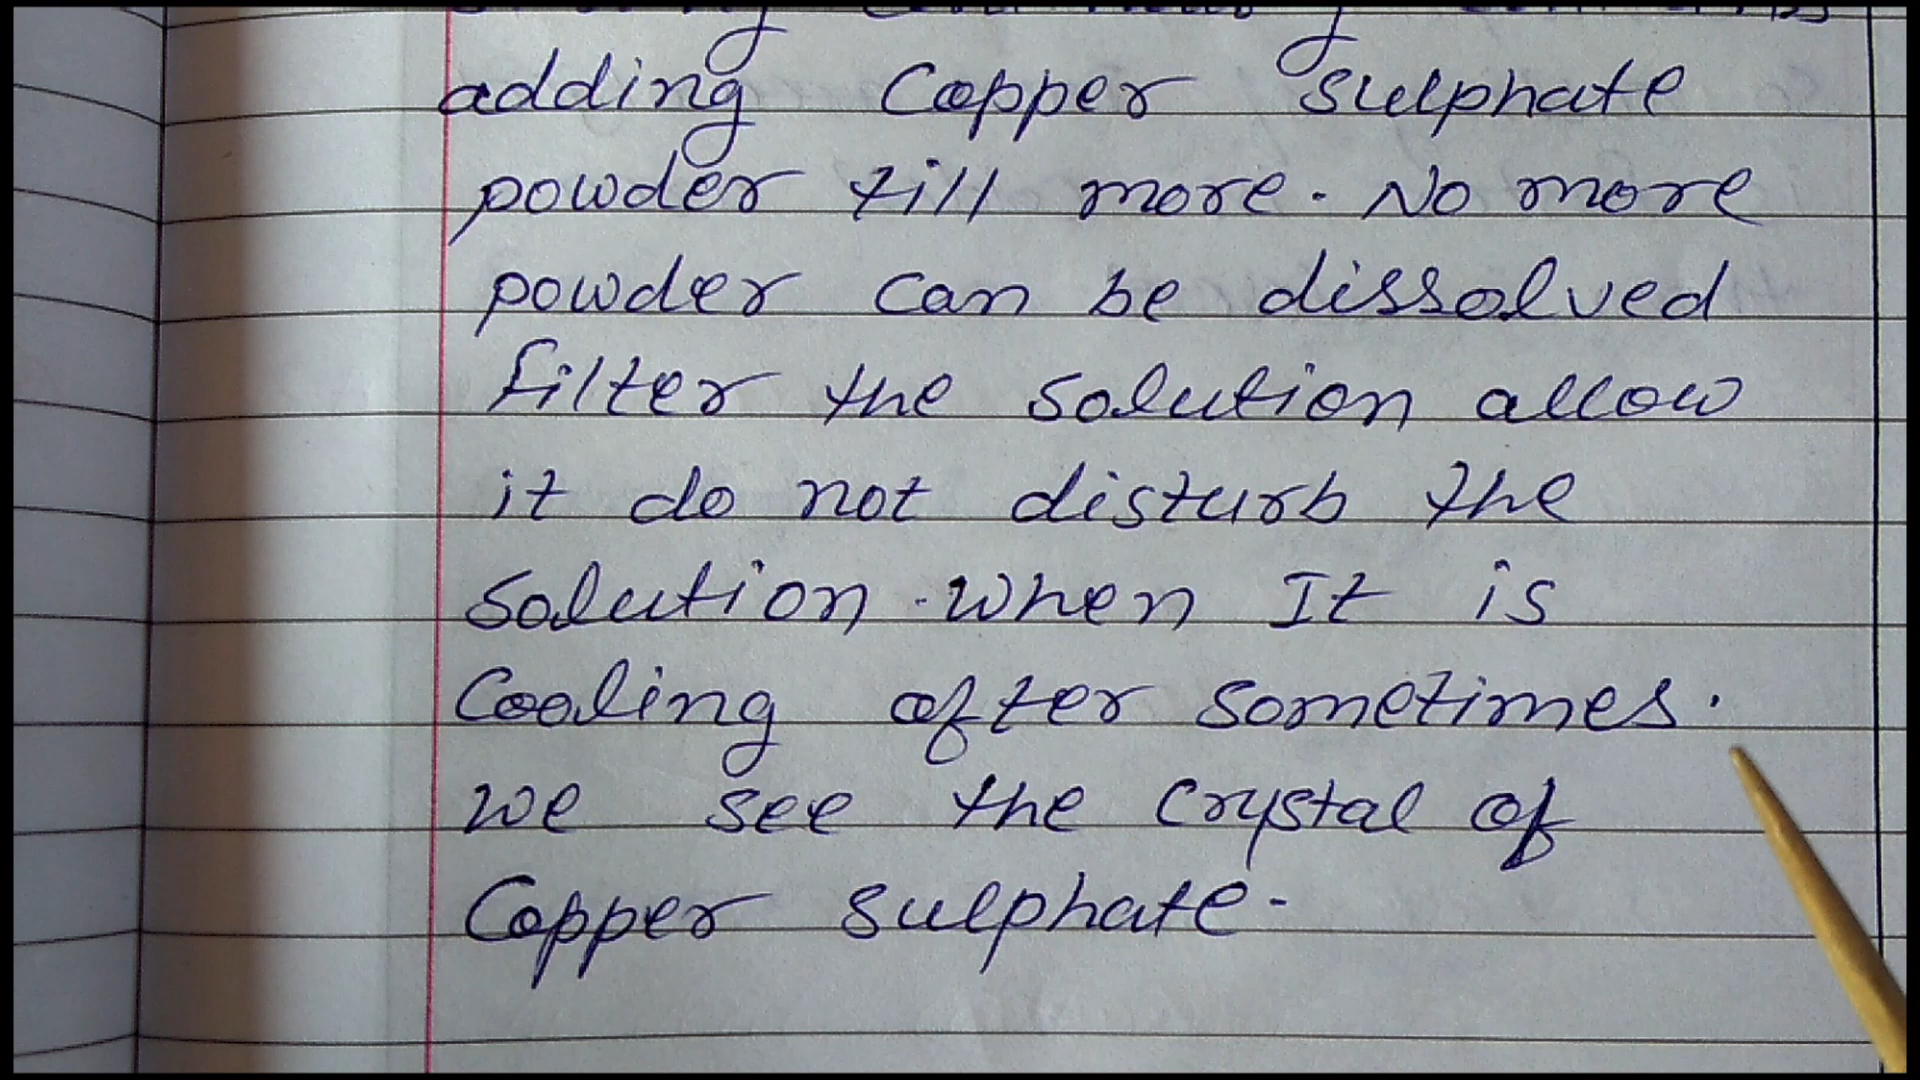 adding Copper sulphate
powder till more. No more
powder can be dissolved
filter the solution allow
it do not disturb the
solution. when It is
Cooling after sometimes.
we see the crystal of
Copper sulphate.